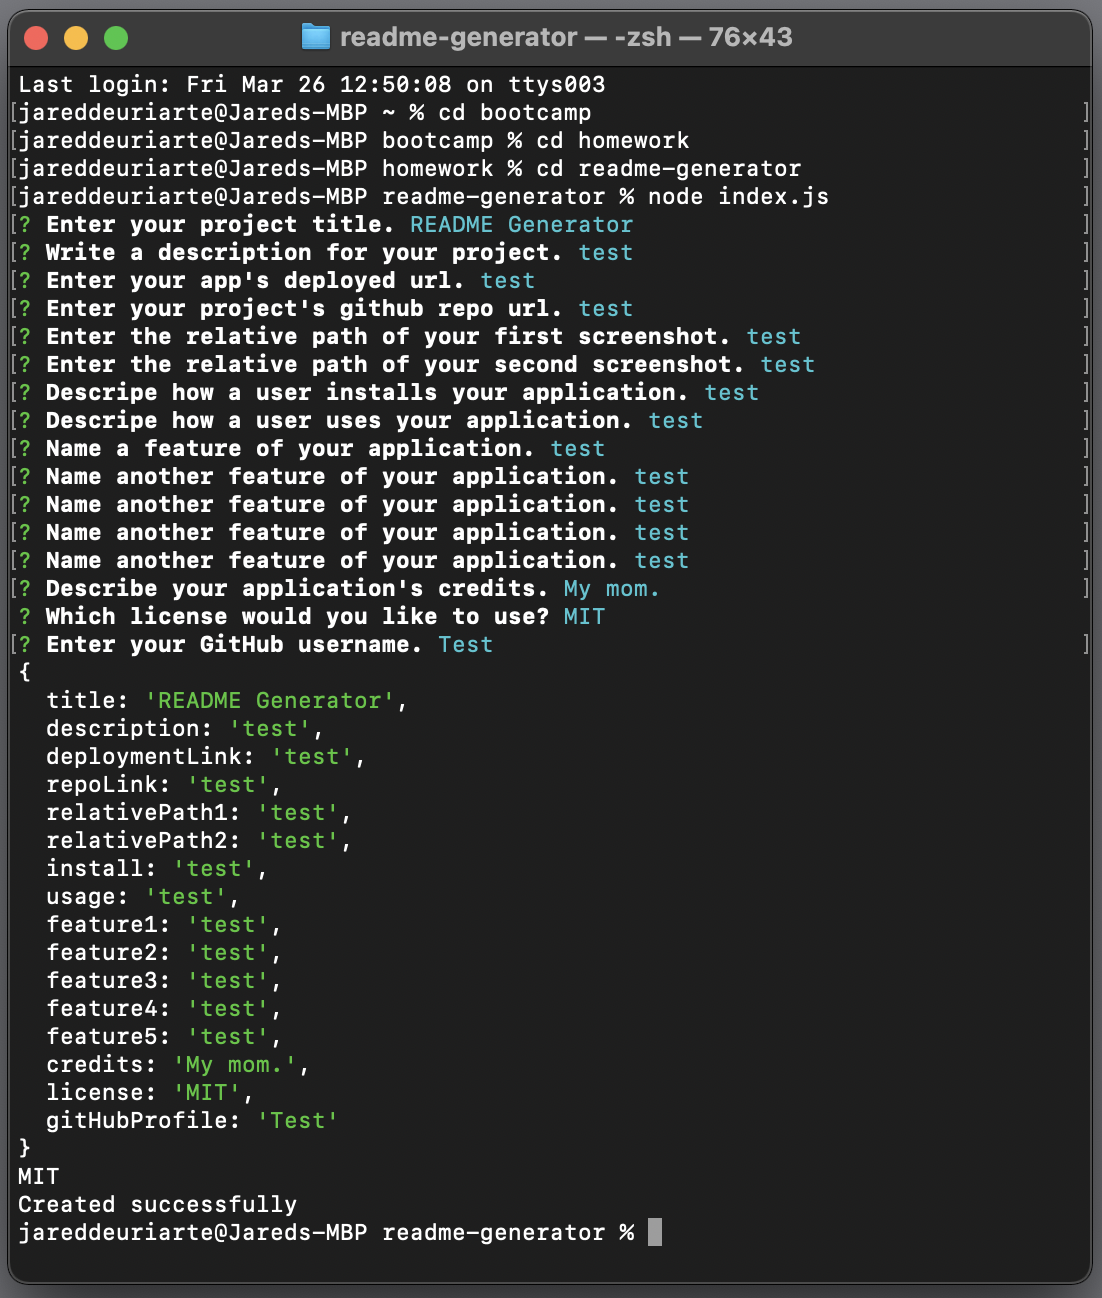 readme-generator — -zsh — 76×43
Last login: Fri Mar 26 12:50:08 on ttys003
[jareddeuriarte@Jareds-MBP ~ % cd bootcamp ]
[jareddeuriarte@Jareds-MBP bootcamp % cd homework ]
[jareddeuriarte@Jareds-MBP homework % cd readme-generator ]
[jareddeuriarte@Jareds-MBP readme-generator % node index.js ]
[? Enter your project title. README Generator ]
[? Write a description for your project. test ]
[? Enter your app's deployed url. test ]
[? Enter your project's github repo url. test ]
[? Enter the relative path of your first screenshot. test ]
[? Enter the relative path of your second screenshot. test ]
[? Descripe how a user installs your application. test ]
[? Descripe how a user uses your application. test ]
[? Name a feature of your application. test ]
[? Name another feature of your application. test ]
[? Name another feature of your application. test ]
[? Name another feature of your application. test ]
[? Name another feature of your application. test ]
[? Describe your application's credits. My mom. ]
? Which license would you like to use? MIT
[? Enter your GitHub username. Test ]
{
  title: 'README Generator',
  description: 'test',
  deploymentLink: 'test',
  repoLink: 'test',
  relativePath1: 'test',
  relativePath2: 'test',
  install: 'test',
  usage: 'test',
  feature1: 'test',
  feature2: 'test',
  feature3: 'test',
  feature4: 'test',
  feature5: 'test',
  credits: 'My mom.',
  license: 'MIT',
  gitHubProfile: 'Test'
}
MIT
Created successfully
jareddeuriarte@Jareds-MBP readme-generator %